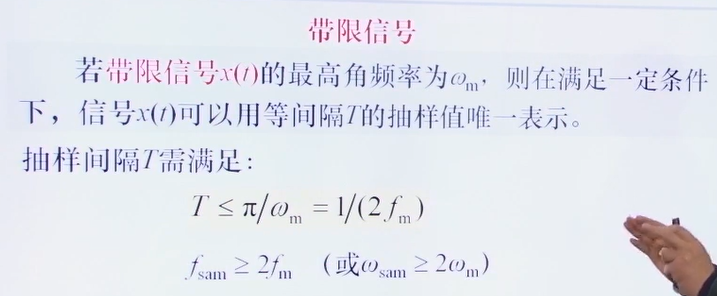 带限信号
若带限信号x(t)的最高角频率为ωm，则在满足一定条件
下，信号x(t)可以用等间隔T的抽样值唯一表示。
抽样间隔T需满足：
T ≤ π/ωm = 1/(2fm)
fsam ≥ 2fm （或ωsam ≥ 2ωm）